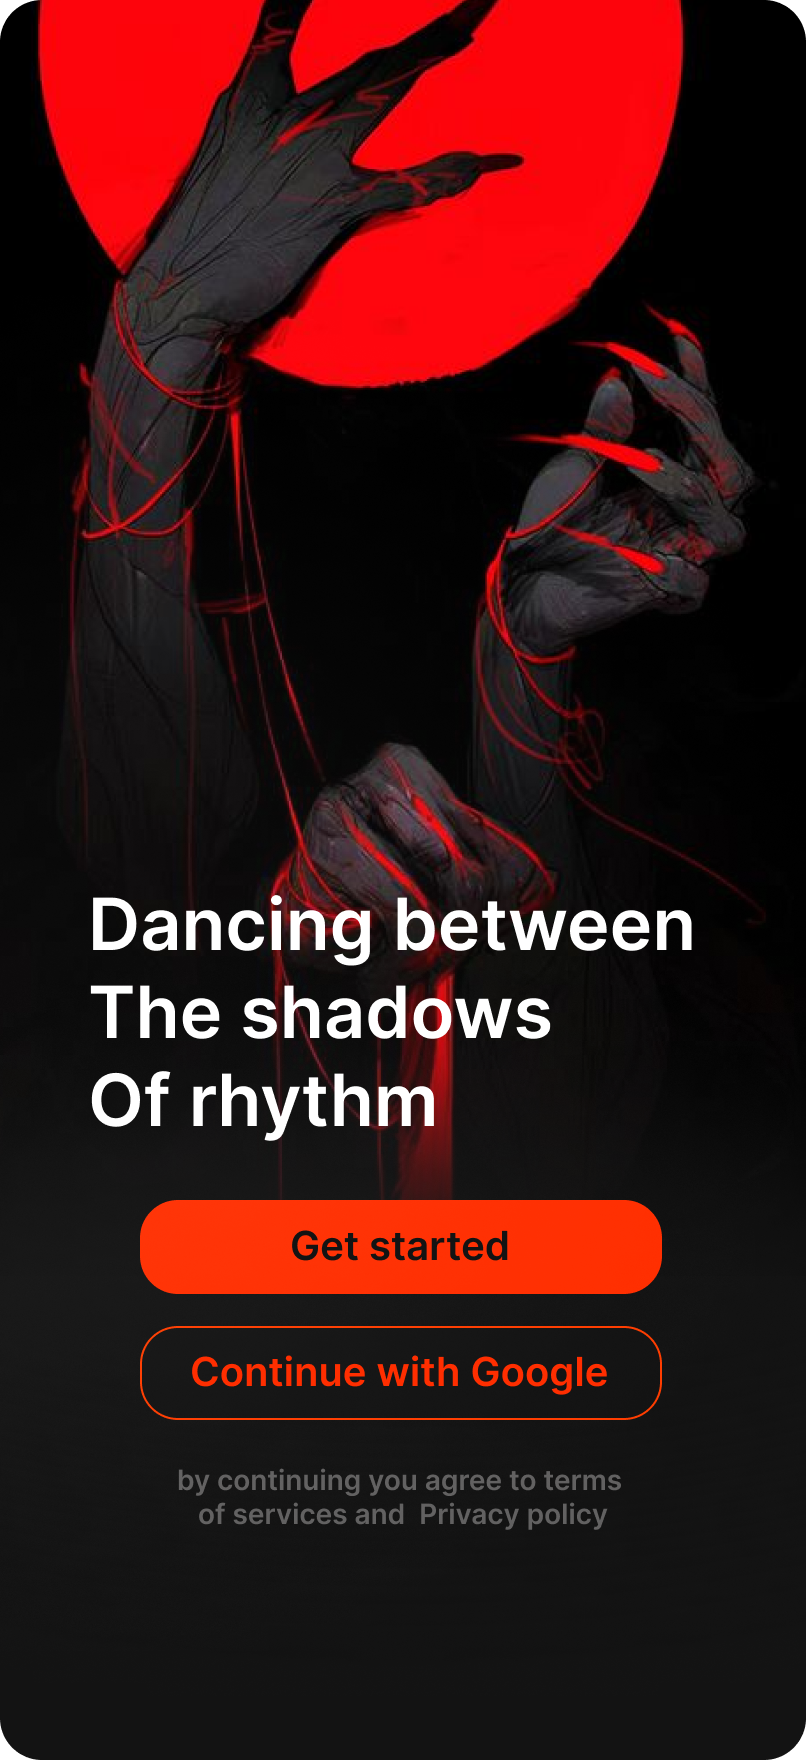 Dancing between
The shadows
Of rhythm
Get started
Continue with Google
by continuing you agree to terms
of services and  Privacy policy